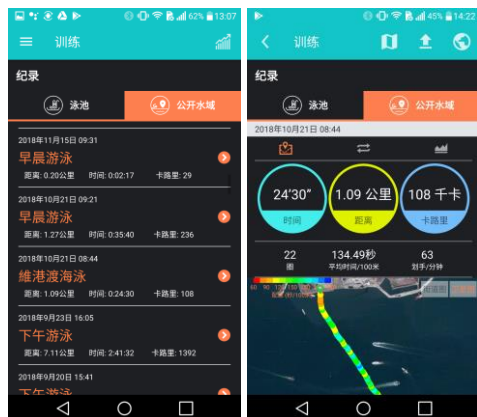 62% 13:07
训练
纪录
泳池
公开水域
2018年11月15日 09:31
早晨游泳
距离: 0.20公里 时间: 0:02:17 卡路里: 29
2018年10月21日 09:21
早晨游泳
距离: 1.27公里 时间: 0:35:40 卡路里: 236
2018年10月21日 08:44
維港渡海泳
距离: 1.09公里 时间: 0:24:30 卡路里: 108
2018年9月23日 16:05
下午游泳
距离: 7.11公里 时间: 2:41:32 卡路里: 1392
2018年9月20日 15:41
下午游泳
45% 14:22
训练
纪录
泳池
公开水域
2018年10月21日 08:44
24'30"
时间
1.09 公里
距离
108 千卡
卡路里
22
圈
134.49秒
平均时间/100米
63
划手/分钟
60 90